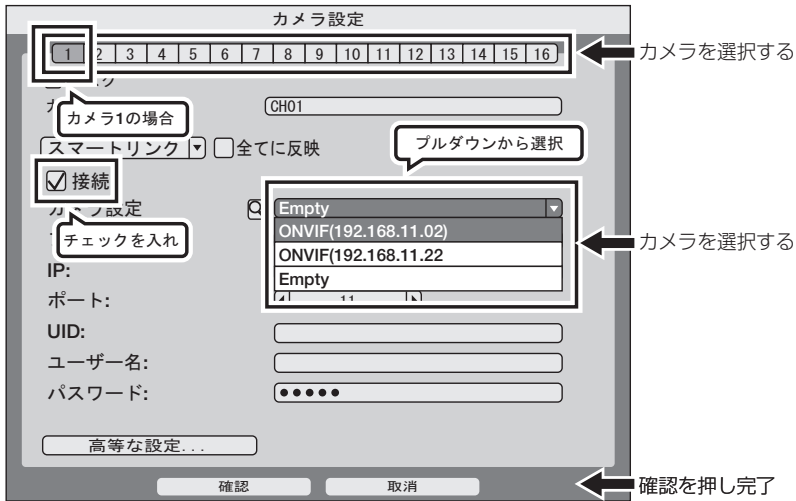 カメラ設定
1 2 3 4 5 6 7 8 9 10 11 12 13 14 15 16
カメラを選択する
カメラ1の場合
CH01
スマートリンク 全てに反映
プルダウンから選択
接続
カメラ設定 Empty
ONVIF(192.168.11.02)
カメラを選択する
チェックを入れ
ONVIF(192.168.11.22
IP:
Empty
ポート: 11
UID:
ユーザー名:
パスワード: ●●●●●
高等な設定...
確認 取消
確認を押し完了